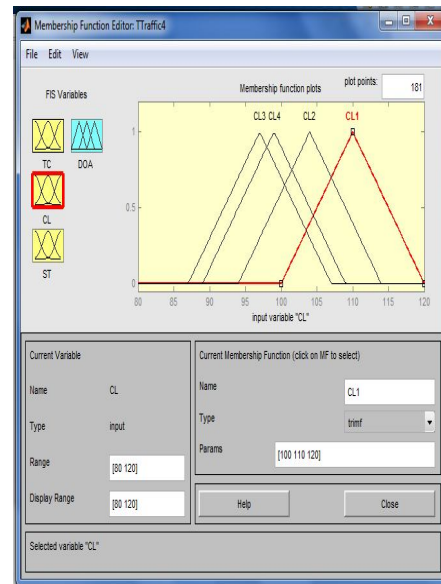 Membership Function Editor: TTraffic4
File Edit View
FIS Variables
Membership function plots
plot points:
181
TC DOA
CL
ST
CL3 CL4 CL2 CL1
1
0.5
0
80 85 90 95 100 105 110 115 120
input variable "CL"
Current Variable
Name CL
Type input
Range [80 120]
Display Range [80 120]
Current Membership Function (click on MF to select)
Name CL1
Type trimf
Params [100 110 120]
Help Close
Selected variable "CL"